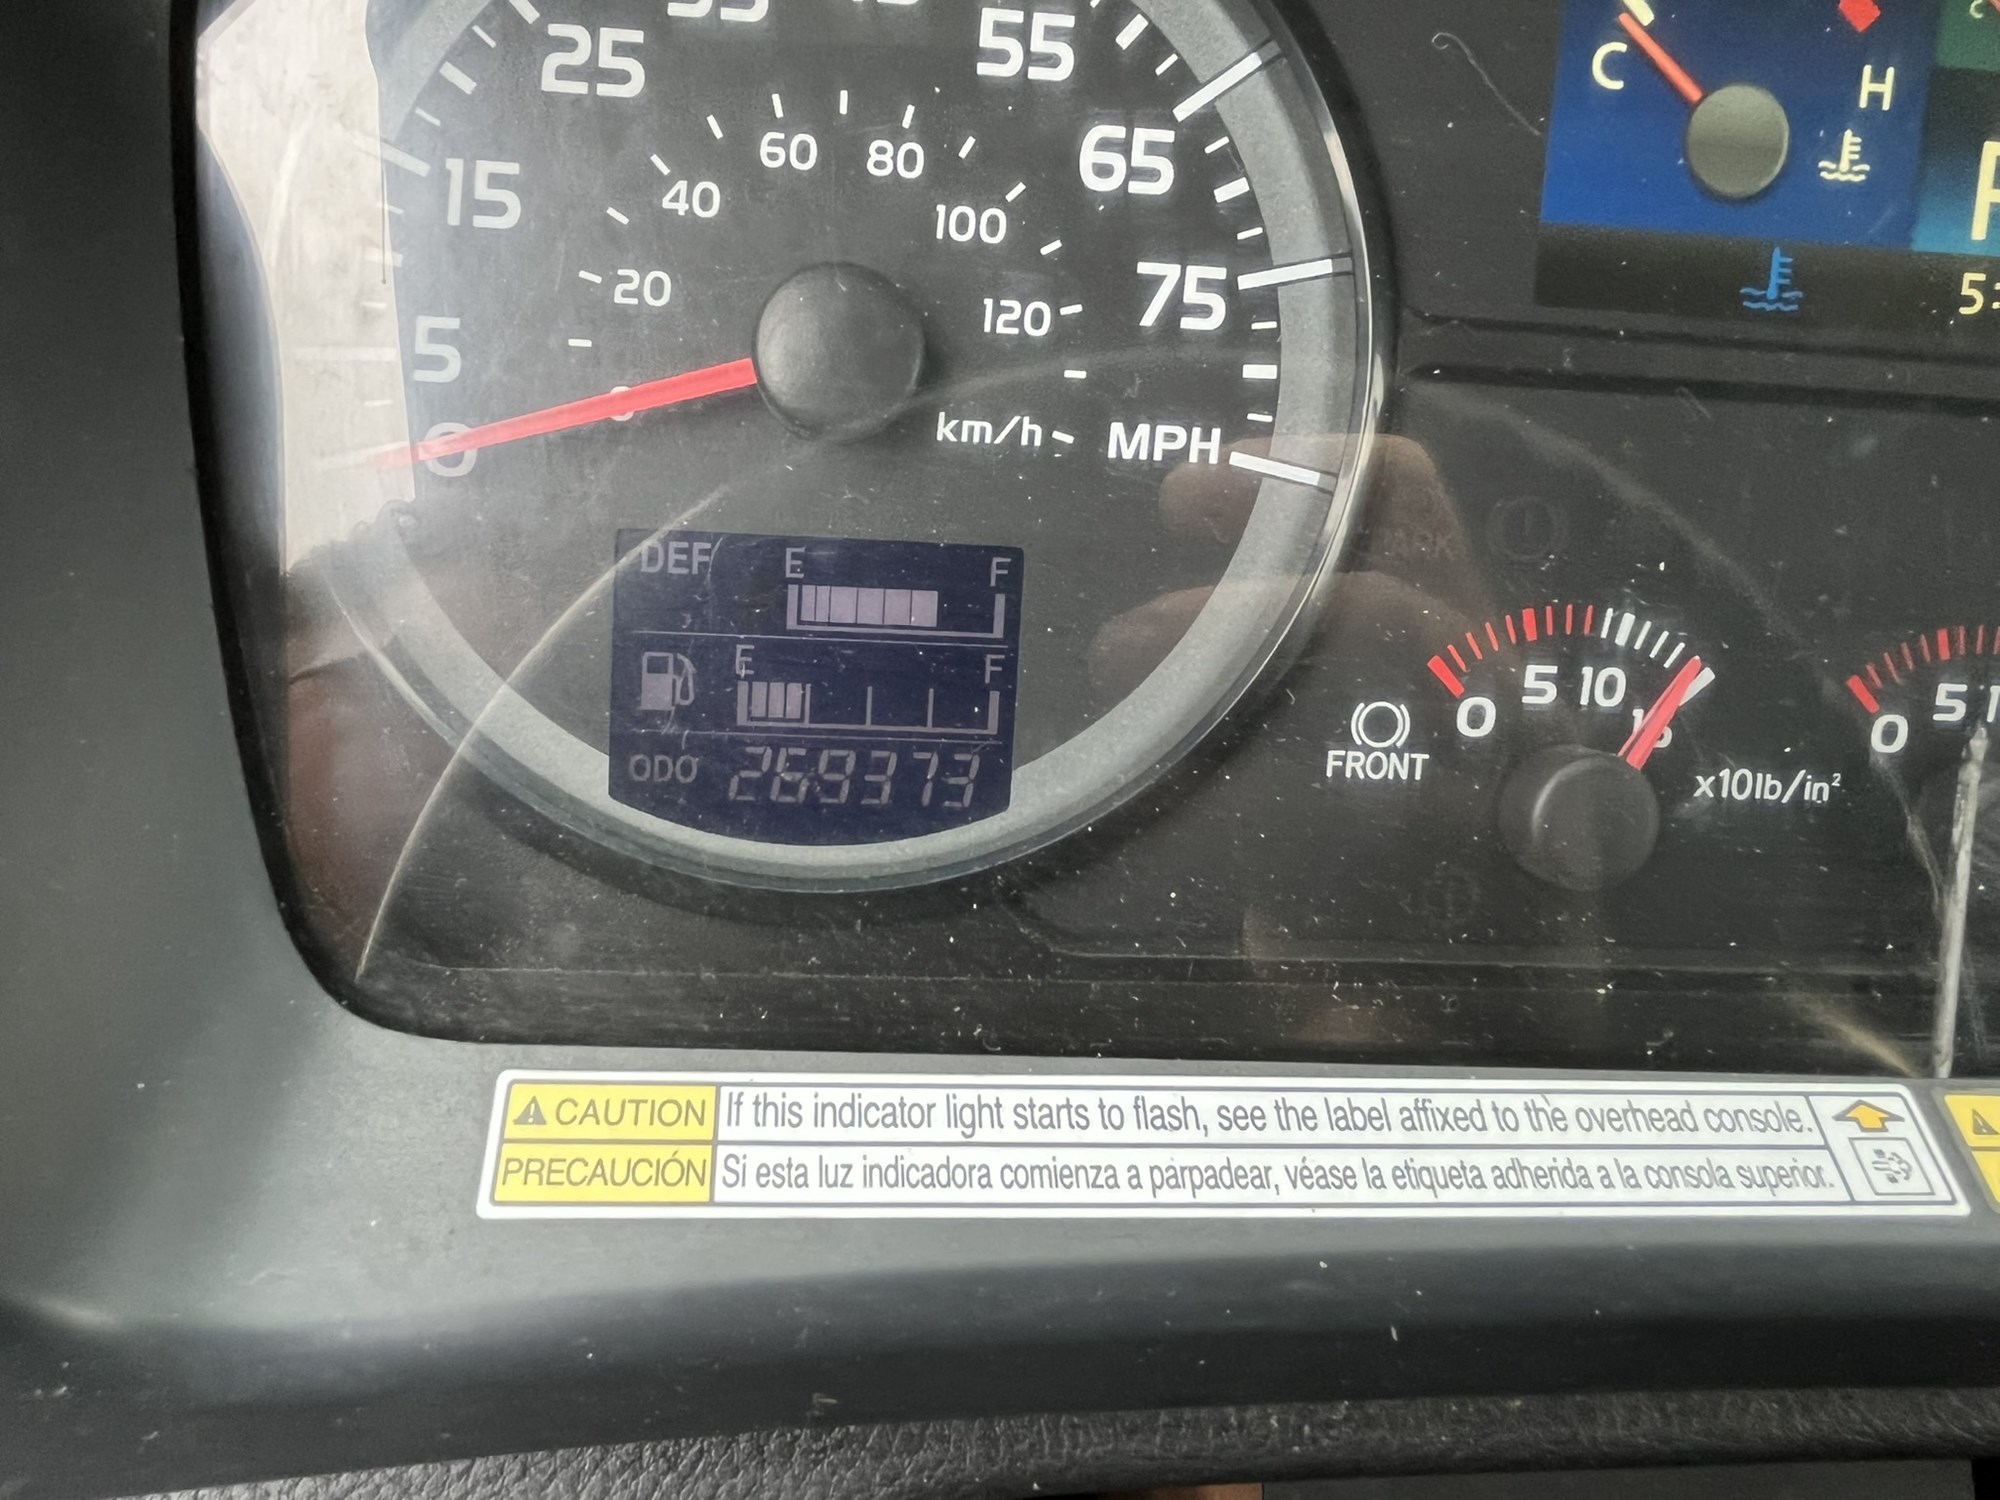 25
55
15
60
80
65
40
100
20
120
75
5
0
km/h
MPH
C
H
DEF
E
F
E
F
ODO
269373
0
5
10
FRONT
x10lb/in²
0
5
CAUTION
If this indicator light starts to flash, see the label affixed to the overhead console.
PRECAUCIÓN
Si esta luz indicadora comienza a parpadear, véase la etiqueta adherida a la consola superior.